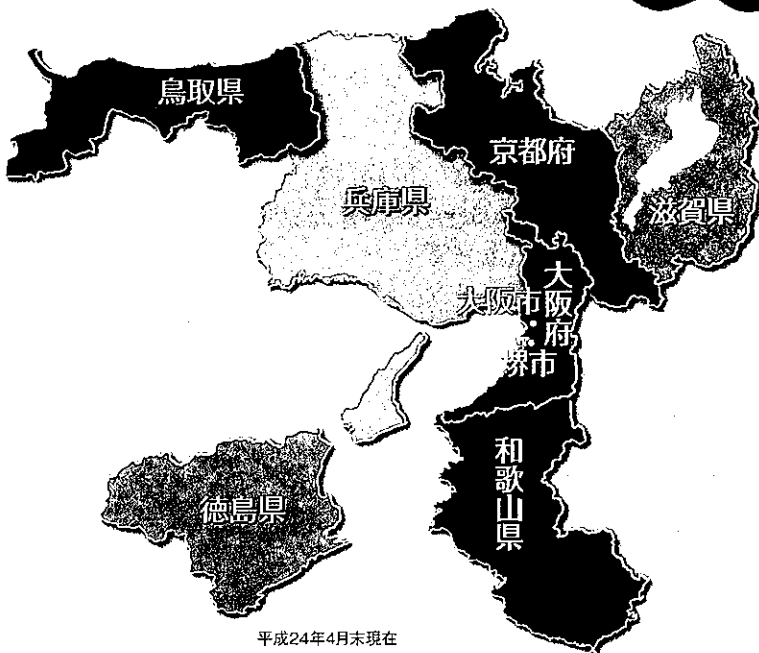 鳥取県
京都府
兵庫県
滋賀県
大阪府
大阪市
堺市
和歌山県
徳島県
平成24年4月末現在